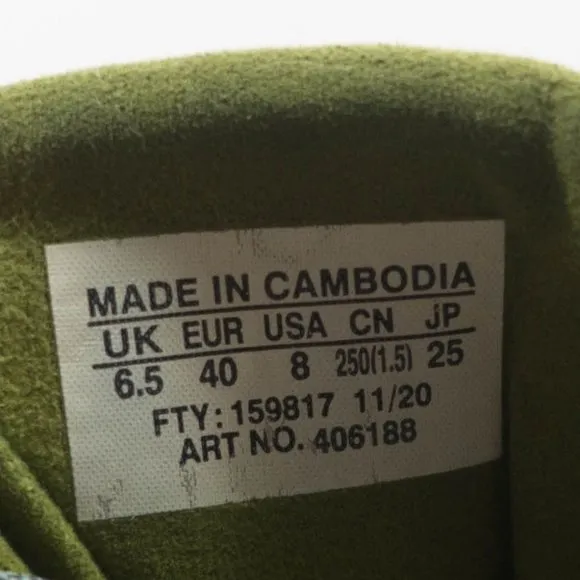 MADE IN CAMBODIA
UK EUR USA CN JP
6.5 40 8 250(1.5) 25
FTY: 159817 11/20
ART NO. 406188